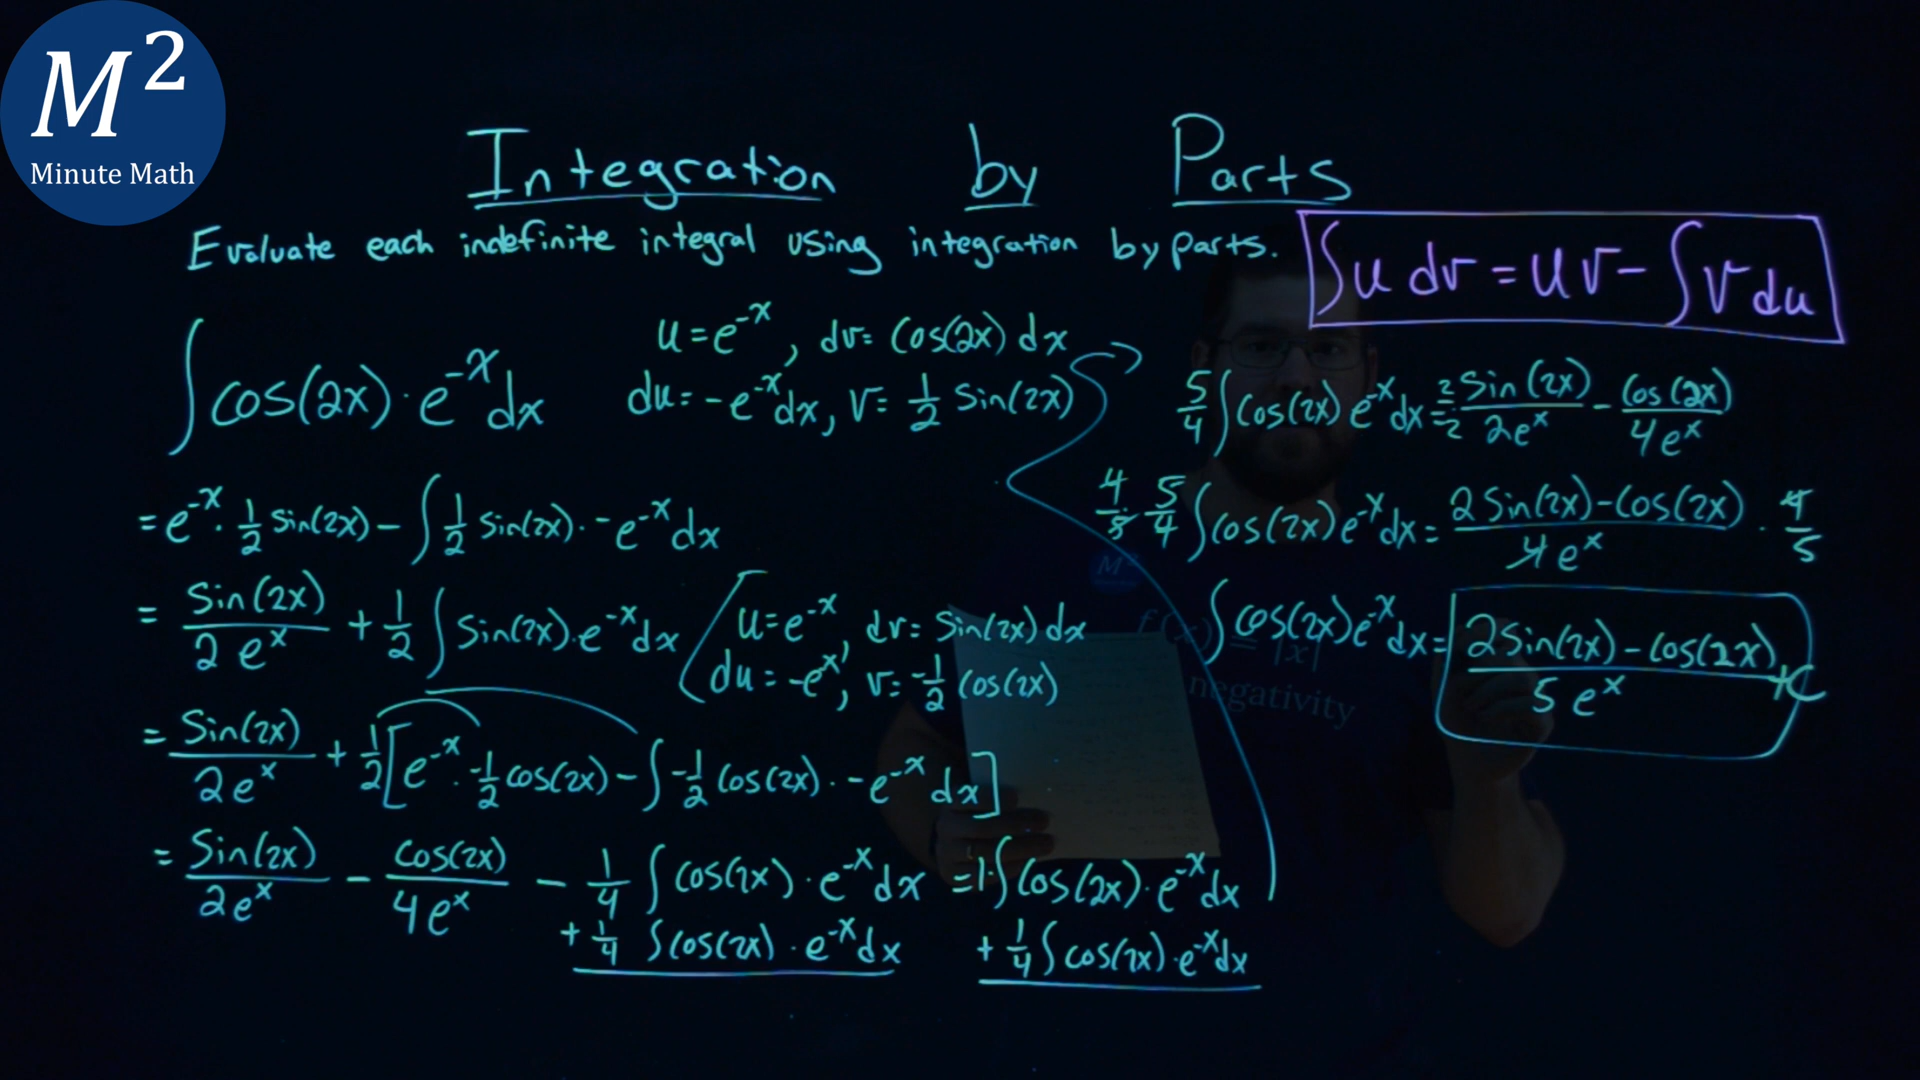 M²
Minute Math
Integration by Parts
Evaluate each indefinite integral using integration by parts.
∫u dv = uv - ∫v du
∫cos(2x)·e^-x dx
u = e^-x, dv = cos(2x) dx
du = -e^-x dx, v = 1/2 sin(2x)
= e^-x · 1/2 sin(2x) - ∫ 1/2 sin(2x) · -e^-x dx
= sin(2x)/2e^x + 1/2 ∫ sin(2x)·e^-x dx
u = e^-x, dv = sin(2x) dx
du = -e^-x, v = -1/2 cos(2x)
= sin(2x)/2e^x + 1/2 [e^-x · -1/2 cos(2x) - ∫ -1/2 cos(2x) · -e^-x dx]
= sin(2x)/2e^x - cos(2x)/4e^x - 1/4 ∫ cos(2x)·e^-x dx = 1·∫cos(2x)·e^-x dx
+ 1/4 ∫cos(2x)·e^-x dx + 1/4 ∫cos(2x)·e^-x dx
5/4 ∫cos(2x) e^-x dx = 2/2 · sin(2x)/2e^x - cos(2x)/4e^x
4/5 · 5/4 ∫cos(2x)e^-x dx = 2sin(2x)-cos(2x)/4e^x · 4/5
∫cos(2x)e^-x dx = 2sin(2x)-cos(2x)/5e^x + C
M²
f(x) = |x|
negativity